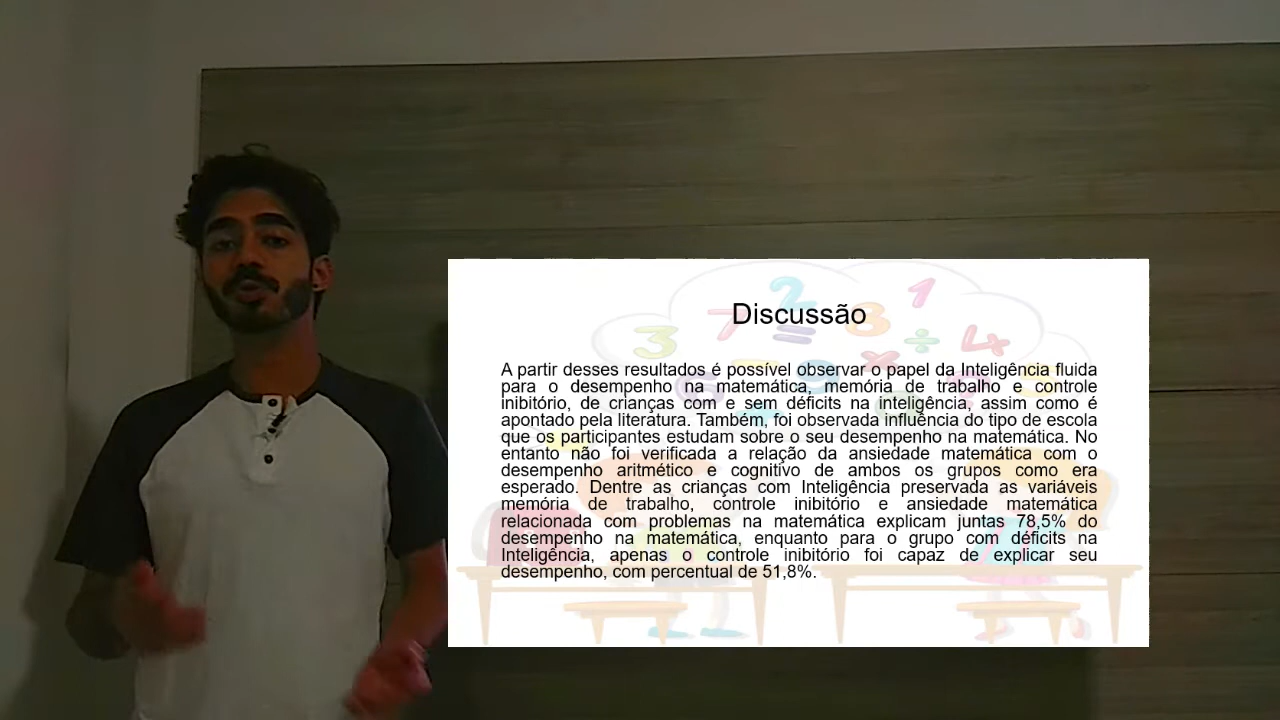 2 1
7 = 8 ÷ 4
3 ×
Discussão
A partir desses resultados é possível observar o papel da Inteligência fluida
para o desempenho na matemática, memória de trabalho e controle
inibitório, de crianças com e sem déficits na inteligência, assim como é
apontado pela literatura. Também, foi observada influência do tipo de escola
que os participantes estudam sobre o seu desempenho na matemática. No
entanto não foi verificada a relação da ansiedade matemática com o
desempenho aritmético e cognitivo de ambos os grupos como era
esperado. Dentre as crianças com Inteligência preservada as variáveis
memória de trabalho, controle inibitório e ansiedade matemática
relacionada com problemas na matemática explicam juntas 78,5% do
desempenho na matemática, enquanto para o grupo com déficits na
Inteligência, apenas o controle inibitório foi capaz de explicar seu
desempenho, com percentual de 51,8%.